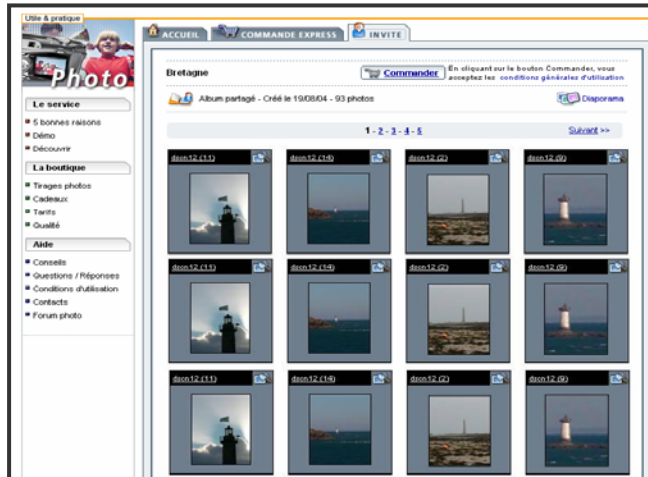 Utile & pratique
Photo
ACCUEIL
COMMANDE EXPRESS
INVITE
Le service
5 bonnes raisons
Démo
Découvrir
La boutique
Tirages photos
Cadeaux
Tarifs
Qualité
Aide
Conseils
Questions / Réponses
Conditions d'utilisation
Contacts
Forum photo
Bretagne
Commander
En cliquant sur le bouton Commander, vous
acceptez les conditions générales d'utilisation
Album partagé - Créé le 19/08/04 - 93 photos
Diaporama
1 - 2 - 3 - 4 - 5
Suivant >>
dscn12 (11)
dscn12 (14)
dscn12 (2)
dscn12 (9)
dscn12 (11)
dscn12 (14)
dscn12 (2)
dscn12 (9)
dscn12 (11)
dscn12 (14)
dscn12 (2)
dscn12 (9)